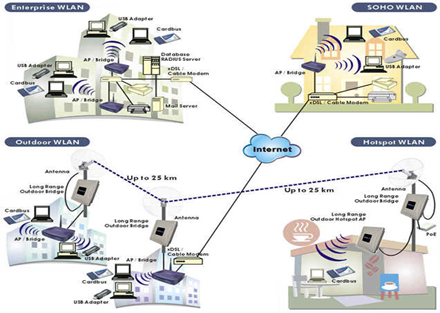 Enterprise WLAN
USB Adapter
Cardbus
Database
RADIUS Server
AP / Bridge
xDSL /
Cable Modem
Cardbus
AP / Bridge
Mail Server
SOHO WLAN
Cardbus
USB Adapter
AP / Bridge
xDSL / Cable Modem
Internet
Outdoor WLAN
Antenna
Up to 25 km
Long Range
Outdoor Bridge
Cardbus
AP/Bridge
USB Adapter
Antenna
Long Range
Outdoor Bridge
xDSL /
Cable Modem
AP / Bridge
Cardbus
USB Adapter
Up to 25 km
Hotspot WLAN
Antenna
Long Range
Outdoor Bridge
PoE
Long Range
Outdoor Hotspot AP
Cardbus